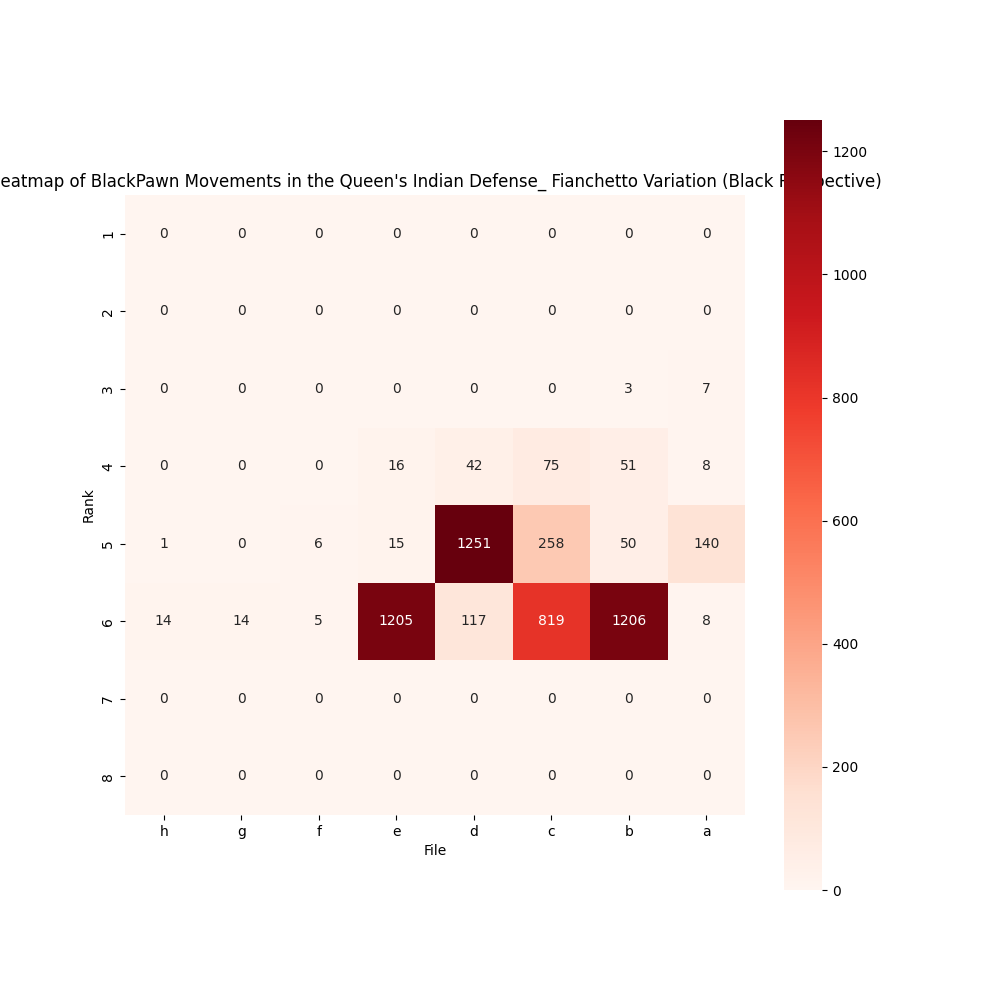 eatmap of BlackPawn Movements in the Queen's Indian Defense_ Fianchetto Variation (Black Perspective)
1200
1000
800
600
400
200
0
Rank
1 0 0 0 0 0 0 0 0
2 0 0 0 0 0 0 0 0
3 0 0 0 0 0 0 3 7
4 0 0 0 16 42 75 51 8
5 1 0 6 15 1251 258 50 140
6 14 14 5 1205 117 819 1206 8
7 0 0 0 0 0 0 0 0
8 0 0 0 0 0 0 0 0
h g f e d c b a
File